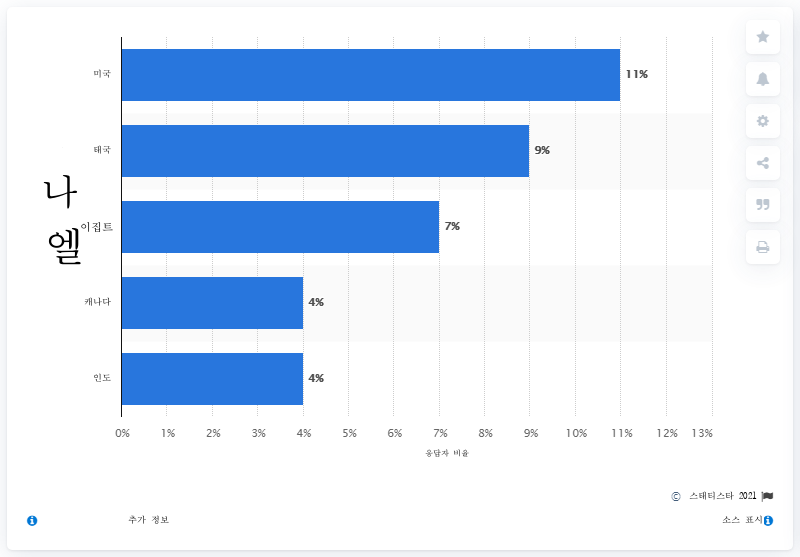 미국 11%
태국 9%
나
이집트 7%
엘
캐나다 4%
인도 4%
0% 1% 2% 3% 4% 5% 6% 7% 8% 9% 10% 11% 12% 13%
응답자 비율
© 스태티스타 2021
추가 정보 소스 표시